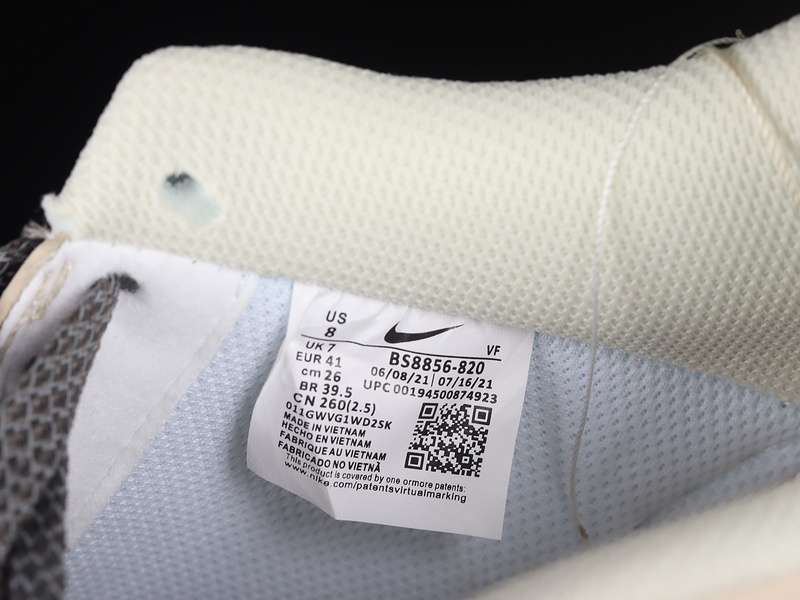 US
8
UK 7
EUR 41
cm 26
BR 39.5
CN 260(2.5)
011GWVG1WD2SK
MADE IN VIETNAM
HECHO EN VIETNAM
FABRIQUE AU VIETNAM
FABRICADO NO VIETNÃ
VF
BS8856-820
06/08/21 07/16/21
UPC 00194500874923
This product is covered by one ormore patents:
www.nike.com/patentsvirtualmarking